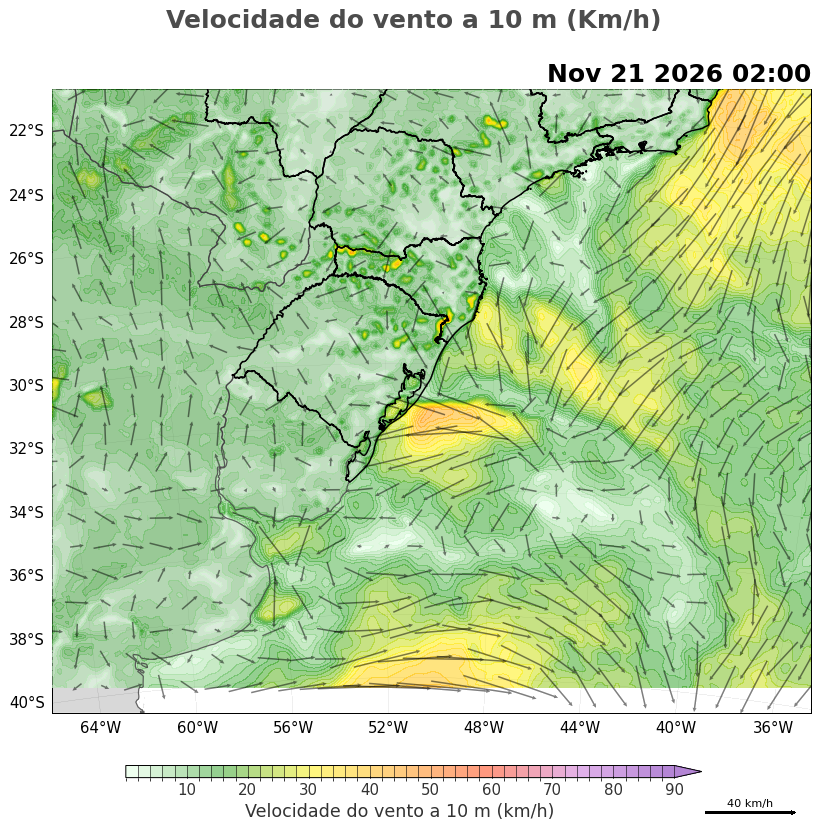 Velocidade do vento a 10 m (Km/h)
Nov 21 2026 02:00
22°S
24°S
26°S
28°S
30°S
32°S
34°S
36°S
38°S
40°S
64°W 60°W 56°W 52°W 48°W 44°W 40°W 36°W
10 20 30 40 50 60 70 80 90
Velocidade do vento a 10 m (km/h)
40 km/h